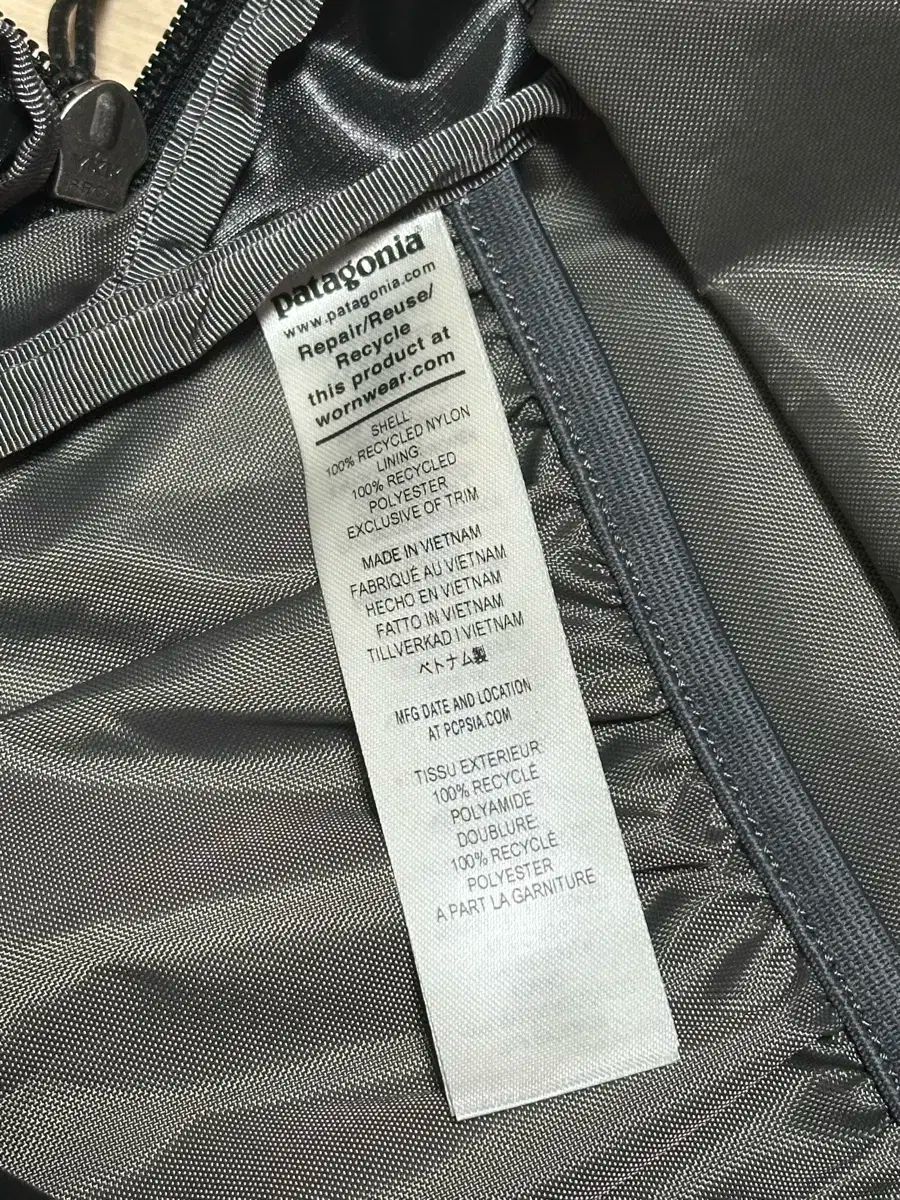 patagonia
www.patagonia.com
Repair/Reuse/
Recycle
this product at
wornwear.com
SHELL:
100% RECYCLED NYLON
LINING:
100% RECYCLED
POLYESTER
EXCLUSIVE OF TRIM
MADE IN VIETNAM
FABRIQUÉ AU VIETNAM
HECHO EN VIETNAM
FATTO IN VIETNAM
TILLVERKAD I VIETNAM
ベトナム製
MFG DATE AND LOCATION
AT PCPSIA.COM
TISSU EXTERIEUR:
100% RECYCLÉ
POLYAMIDE
DOUBLURE:
100% RECYCLÉ
POLYESTER
A PART LA GARNITURE